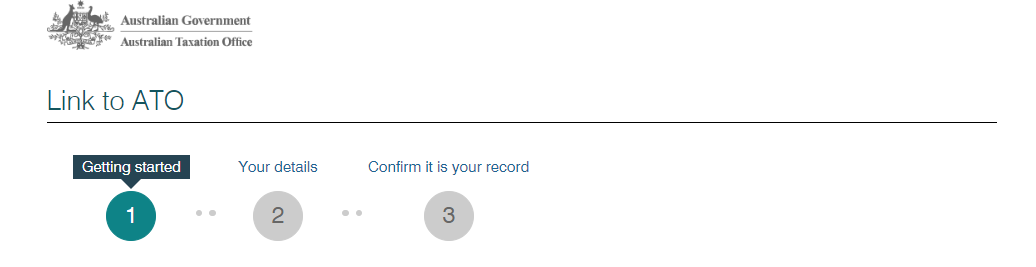 Australian Government
Australian Taxation Office
Link to ATO
Getting started
Your details
Confirm it is your record
1
2
3